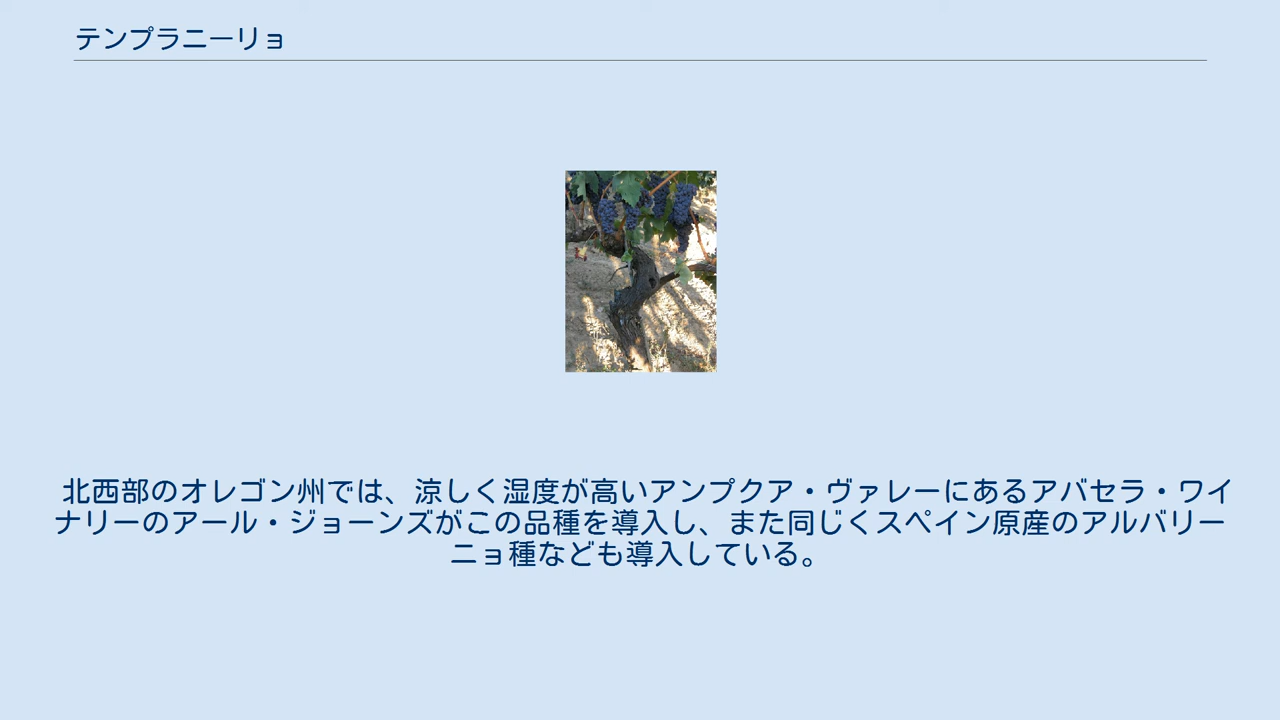 テンプラニーリョ
北西部のオレゴン州では、涼しく湿度が高いアンプクア・ヴァレーにあるアバセラ・ワイ
ナリーのアール・ジョーンズがこの品種を導入し、また同じくスペイン原産のアルバリー
ニョ種なども導入している。